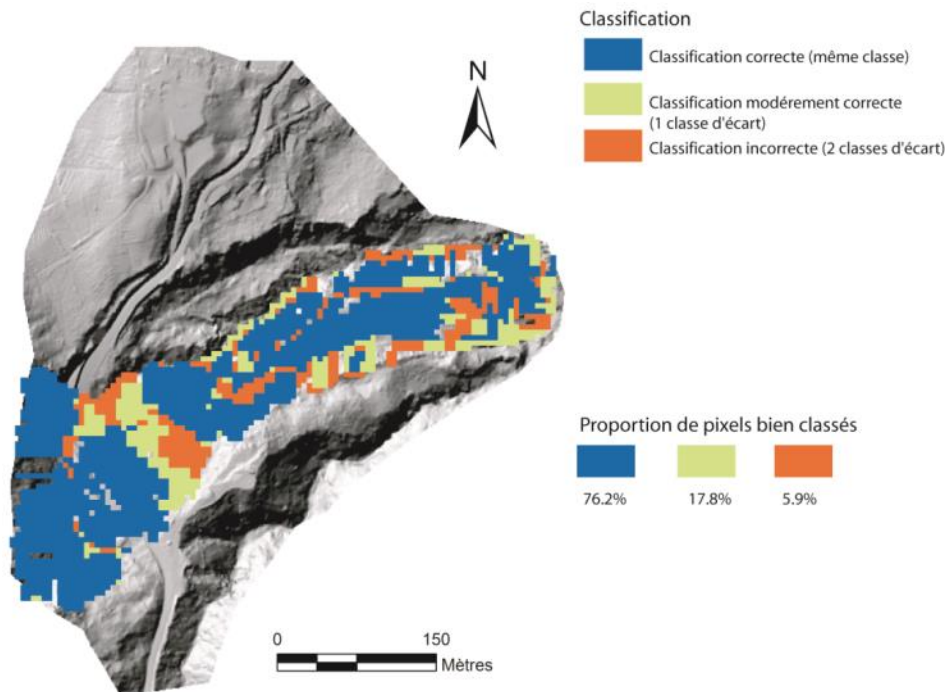 Classification
Classification correcte (même classe)
Classification modérement correcte
(1 classe d'écart)
Classification incorrecte (2 classes d'écart)
N
Proportion de pixels bien classés
76.2%
17.8%
5.9%
0
150
Mètres